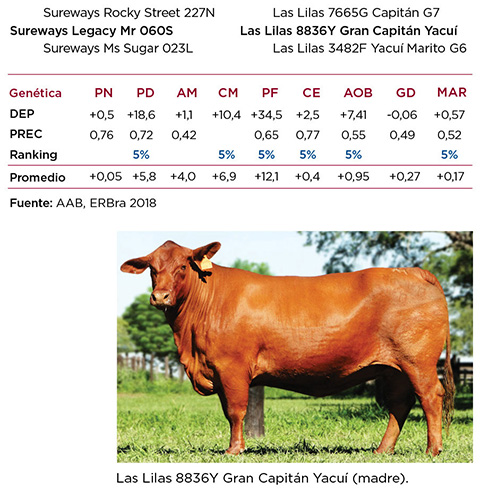 Sureways Rocky Street 227N Las Lilas 7665G Capitán G7
Sureways Legacy Mr 060S Las Lilas 8836Y Gran Capitán Yacuí
Sureways Ms Sugar 023L Las Lilas 3482F Yacuí Marito G6
Genética PN PD AM CM PF CE AOB GD MAR
DEP +0,5 +18,6 +1,1 +10,4 +34,5 +2,5 +7,41 -0,06 +0,57
PREC 0,76 0,72 0,42 0,65 0,77 0,55 0,49 0,52
Ranking 5% 5% 5% 5% 5% 5%
Promedio +0,05 +5,8 +4,0 +6,9 +12,1 +0,4 +0,95 +0,27 +0,17
Fuente: AAB, ERBra 2018
Las Lilas 8836Y Gran Capitán Yacuí (madre).